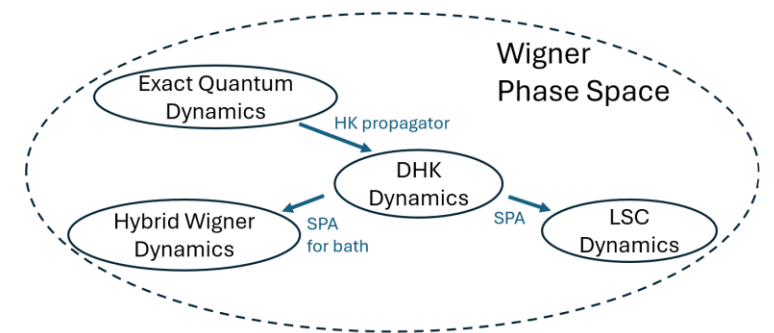 Wigner
Phase Space
Exact Quantum
Dynamics
HK propagator
DHK
Dynamics
Hybrid Wigner
Dynamics
SPA
for bath
SPA
LSC
Dynamics